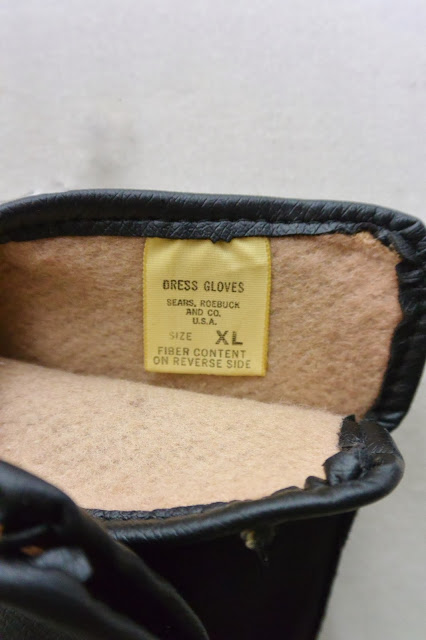 DRESS GLOVES
SEARS, ROEBUCK
AND CO.
U.S.A.
SIZE XL
FIBER CONTENT
ON REVERSE SIDE